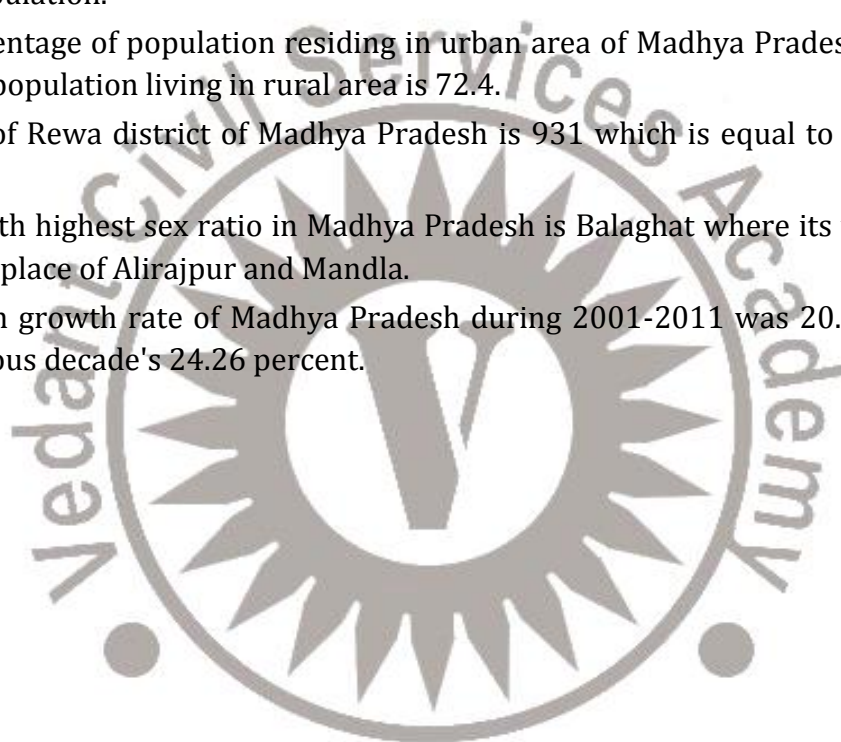 pulation.
entage of population residing in urban area of Madhya Prades
population living in rural area is 72.4.
of Rewa district of Madhya Pradesh is 931 which is equal to
th highest sex ratio in Madhya Pradesh is Balaghat where its
place of Alirajpur and Mandla.
n growth rate of Madhya Pradesh during 2001-2011 was 20.
ous decade's 24.26 percent.
Vedant Civil Services Academy
V